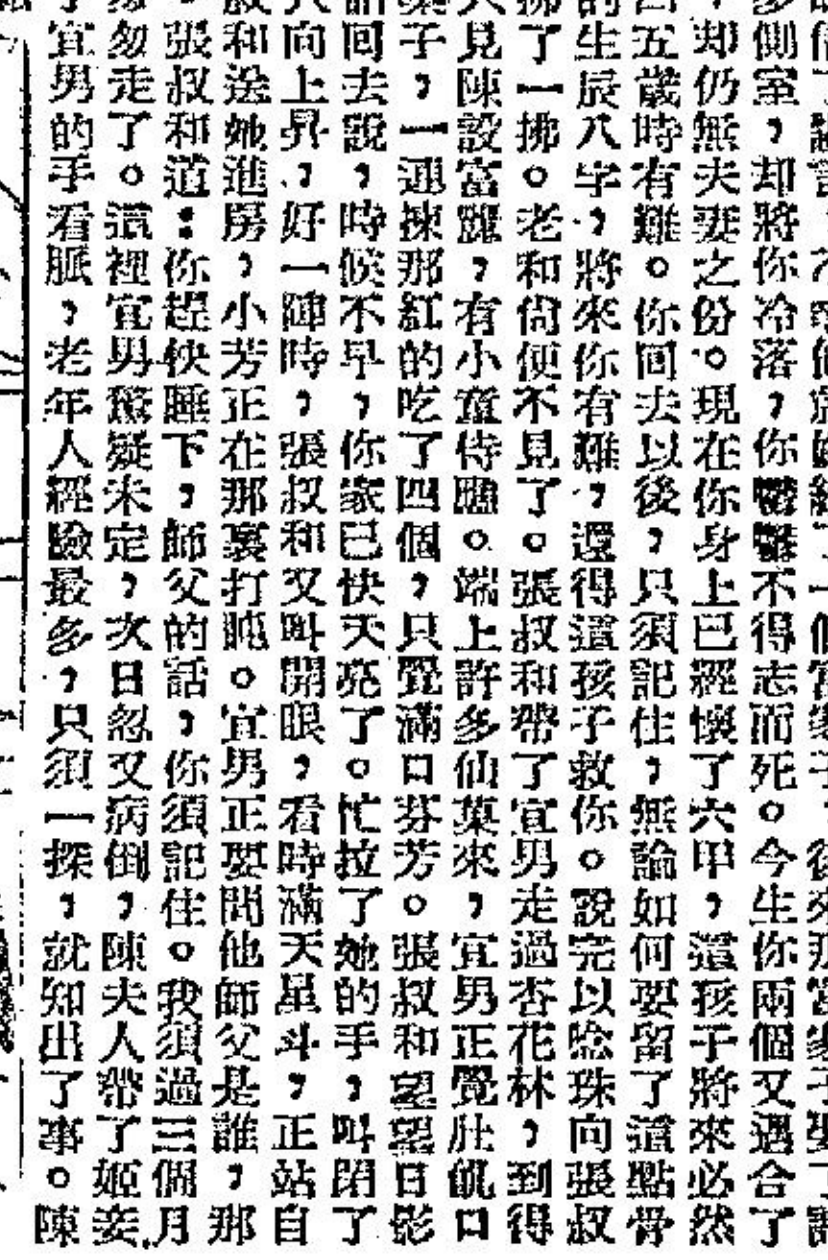 多側室，却將你冷落，你鬱鬱不得志而死。今生你兩個又遇合了
却仍無夫妻之份。現在你身上已經懷了六甲，這孩子將來必然
四五歲時有難。你回去以後，只須記住，無論如何要留了這點骨
的生辰八字，將來你有難，還得這孩子救你。說完以唸珠向張叔
拂了一拂。老和尙便不見了。張叔和帶了宜男走過杏花林，到得
見陳設富麗，有小童侍應。端上許多仙菓來，宜男正覺肚飢口
子，一連揀那紅的吃了四個，只覺滿口芬芳。張叔和望望日影
回去說，時候不早，你家已快天亮了。忙拉了她的手，叫閉了
向上昇，好一陣時，張叔和又叫開眼，看時滿天星斗，正站自
和送她進房，小芳正在那裏打盹。宜男正要問他師父是誰，那
張叔和道：你趕快睡下，師父的話，你須記住。我須過三個月
匆走了。這裡宜男驚疑未定，次日忽又病倒，陳夫人帶了姬妾
宜男的手看脈，老年人經驗最多，只須一探，就知出了事。陳